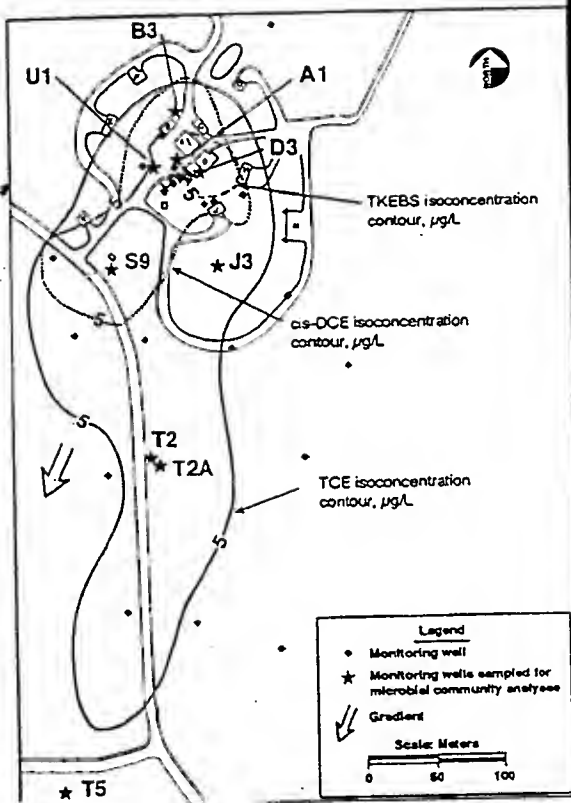 B3
U1
A1
NORTH
D3
TKEBS isoconcentration
contour, µg/L
5
S9
J3
cis-DCE isoconcentration
contour, µg/L
5
5
T2
T2A
TCE isoconcentration
contour, µg/L
5
Legend
Monitoring well
Monitoring wells sampled for
microbial community analyses
Gradient
Scale: Meters
0 50 100
T5